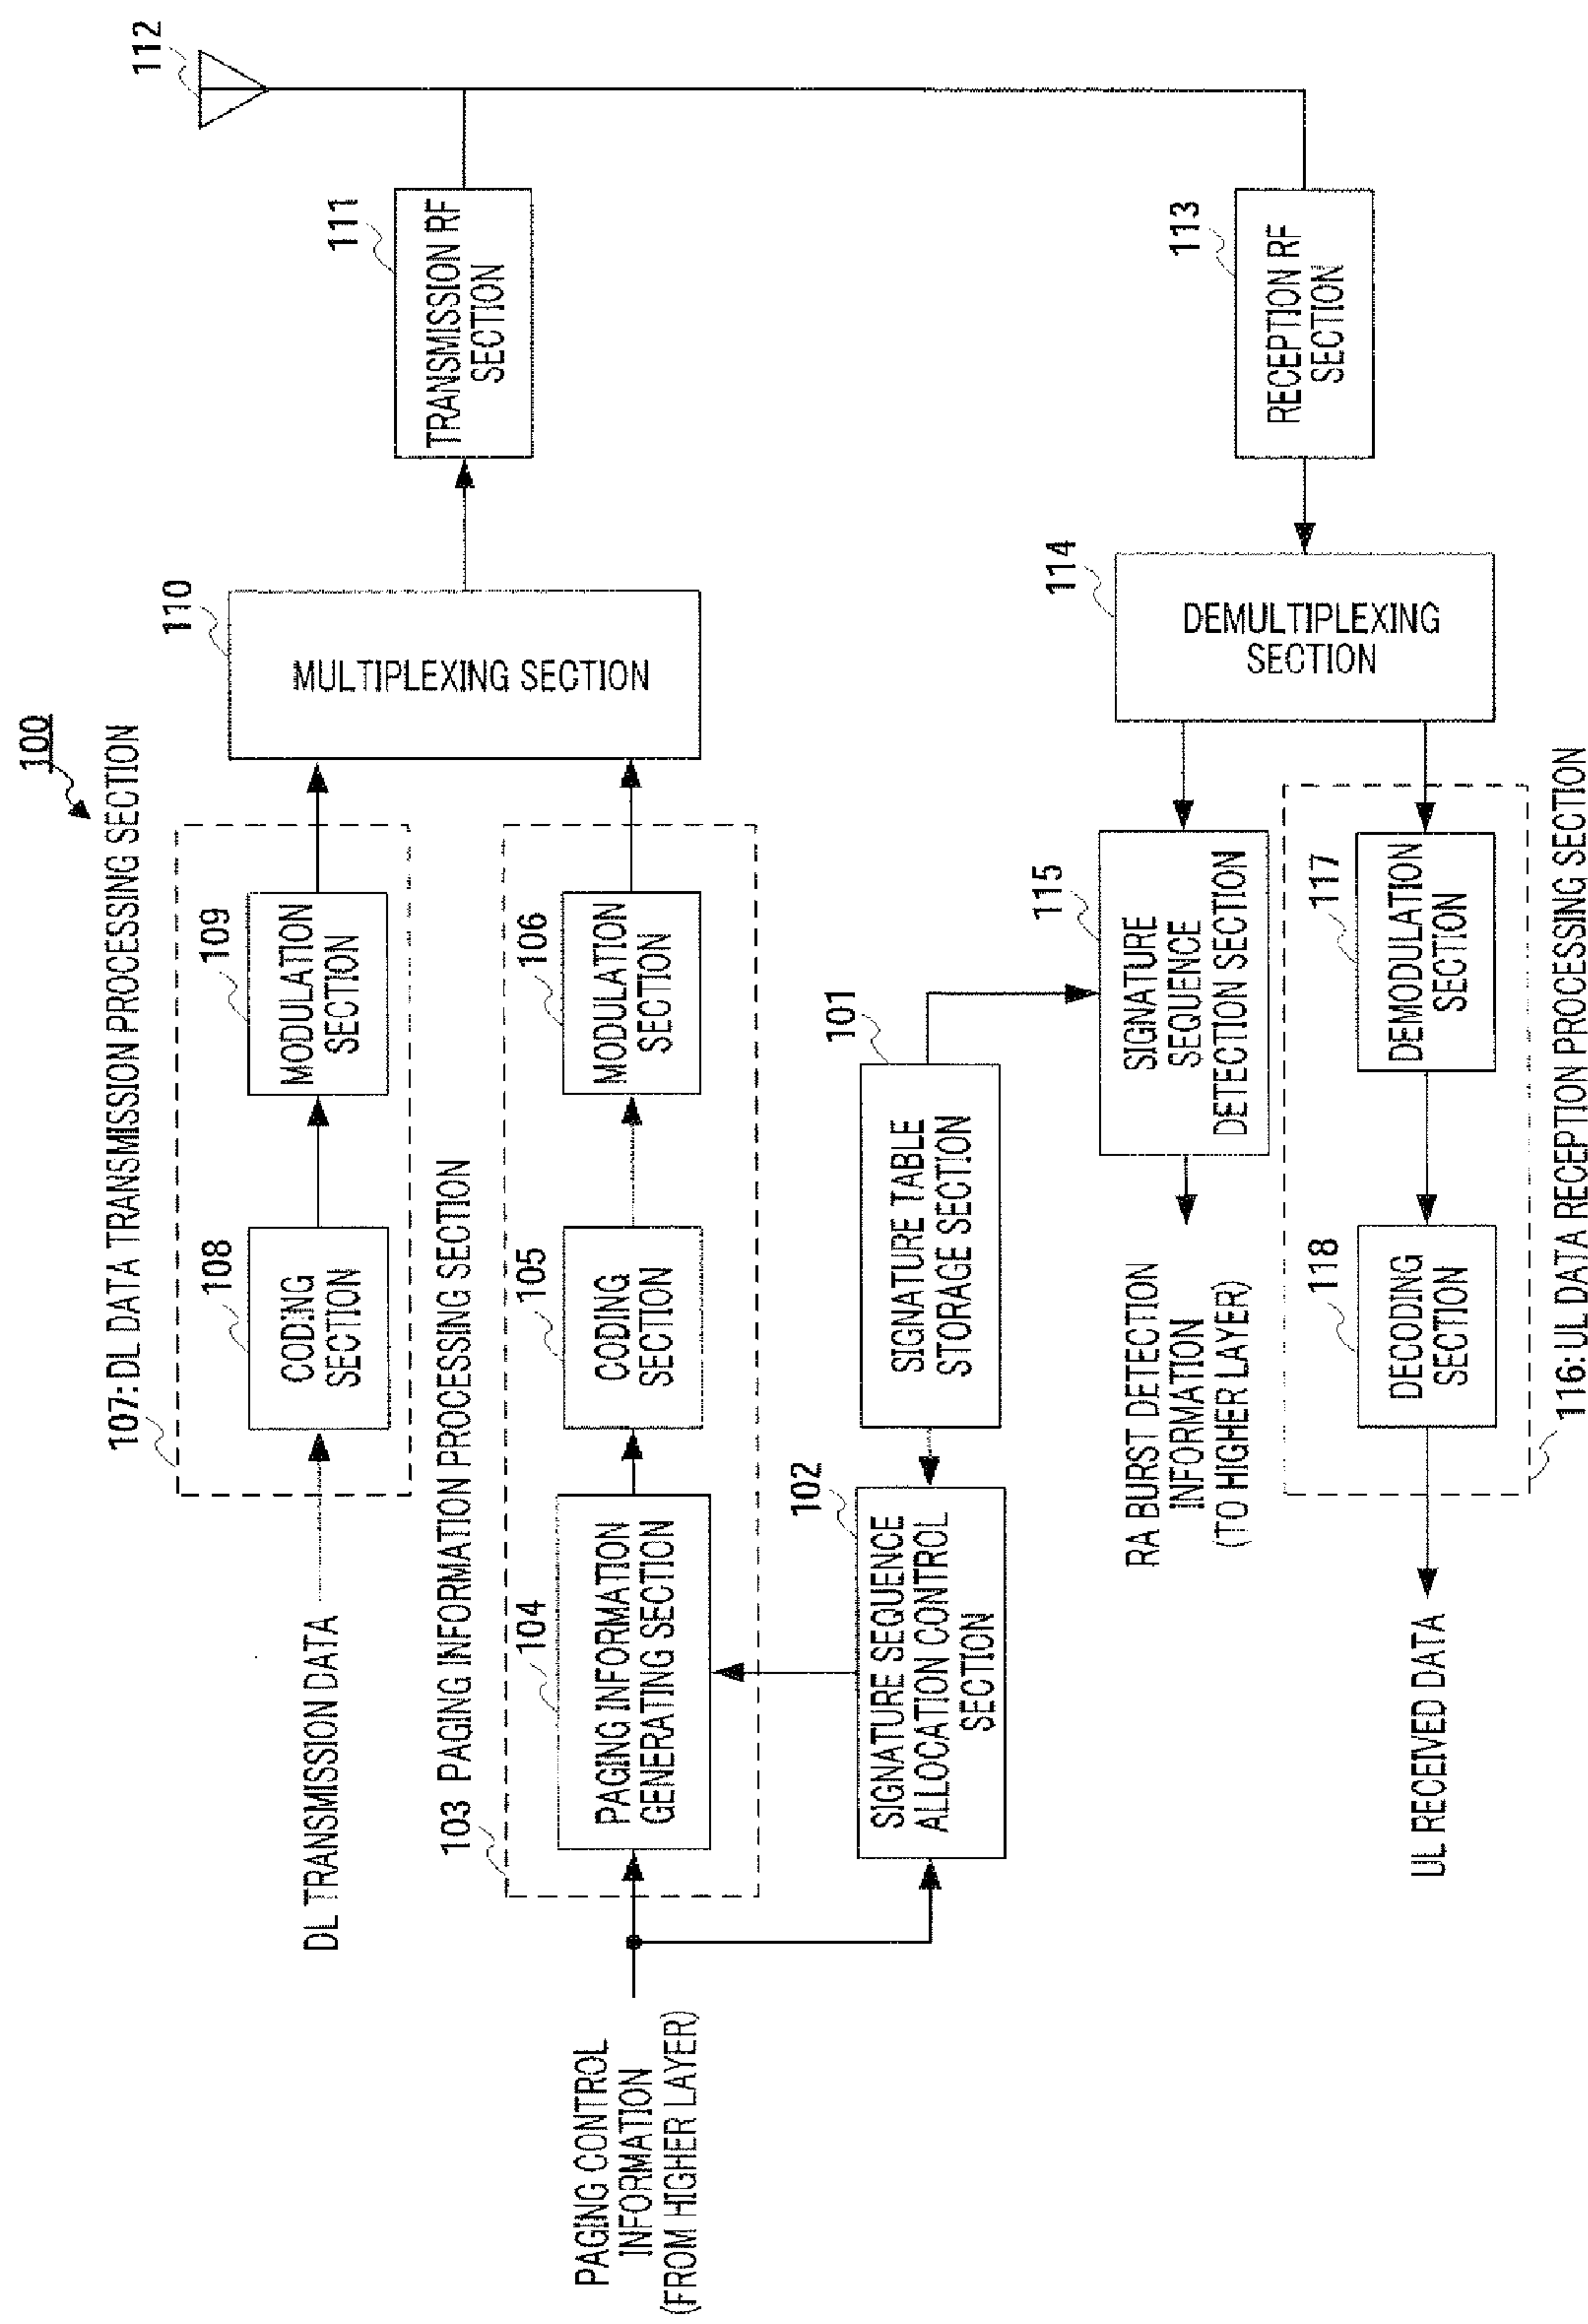 100
107: DL DATA TRANSMISSION PROCESSING SECTION
DL TRANSMISSION DATA
108
CODING
SECTION
109
MODULATION
SECTION
110
MULTIPLEXING SECTION
111
TRANSMISSION RF
SECTION
112
103 PAGING INFORMATION PROCESSING SECTION
PAGING CONTROL
INFORMATION
(FROM HIGHER LAYER)
104
PAGING INFORMATION
GENERATING SECTION
105
CODING
SECTION
106
MODULATION
SECTION
102
SIGNATURE SEQUENCE
ALLOCATION CONTROL
SECTION
101
SIGNATURE TABLE
STORAGE SECTION
115
SIGNATURE
SEQUENCE
DETECTION SECTION
RA BURST DETECTION
INFORMATION
(TO HIGHER LAYER)
114
DEMULTIPLEXING
SECTION
113
RECEPTION RF
SECTION
UL RECEIVED DATA
118
DECODING
SECTION
117
DEMODULATION
SECTION
116: UL DATA RECEPTION PROCESSING SECTION